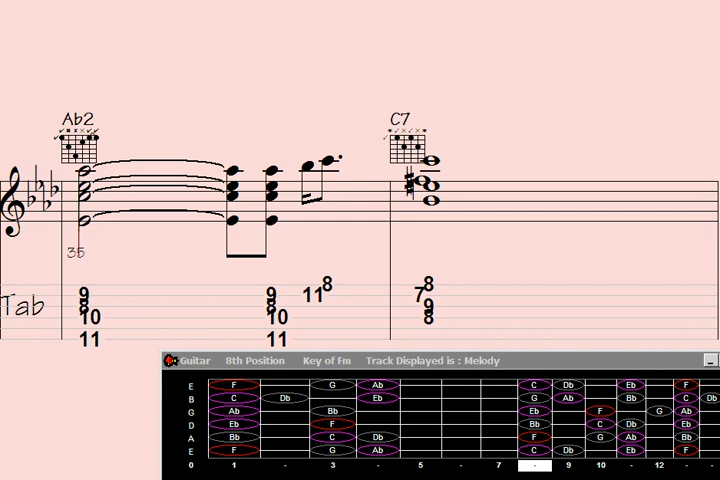 Ab2 C7
35
8 8
9 11 7
8 8 9
10 10 8
11 11
Tab
9
Guitar 8th Position Key of Fm Track Displayed is : Melody
E F G Ab C Db Eb F
B C Db Eb G Ab Bb C Db
G Ab Bb Eb F G Ab
D Eb F Bb C Db Eb
A Bb C Db F G Ab Bb
E F G Ab C Db Eb F
0 1 - 3 - 5 - 7 - 9 10 - 12 - -